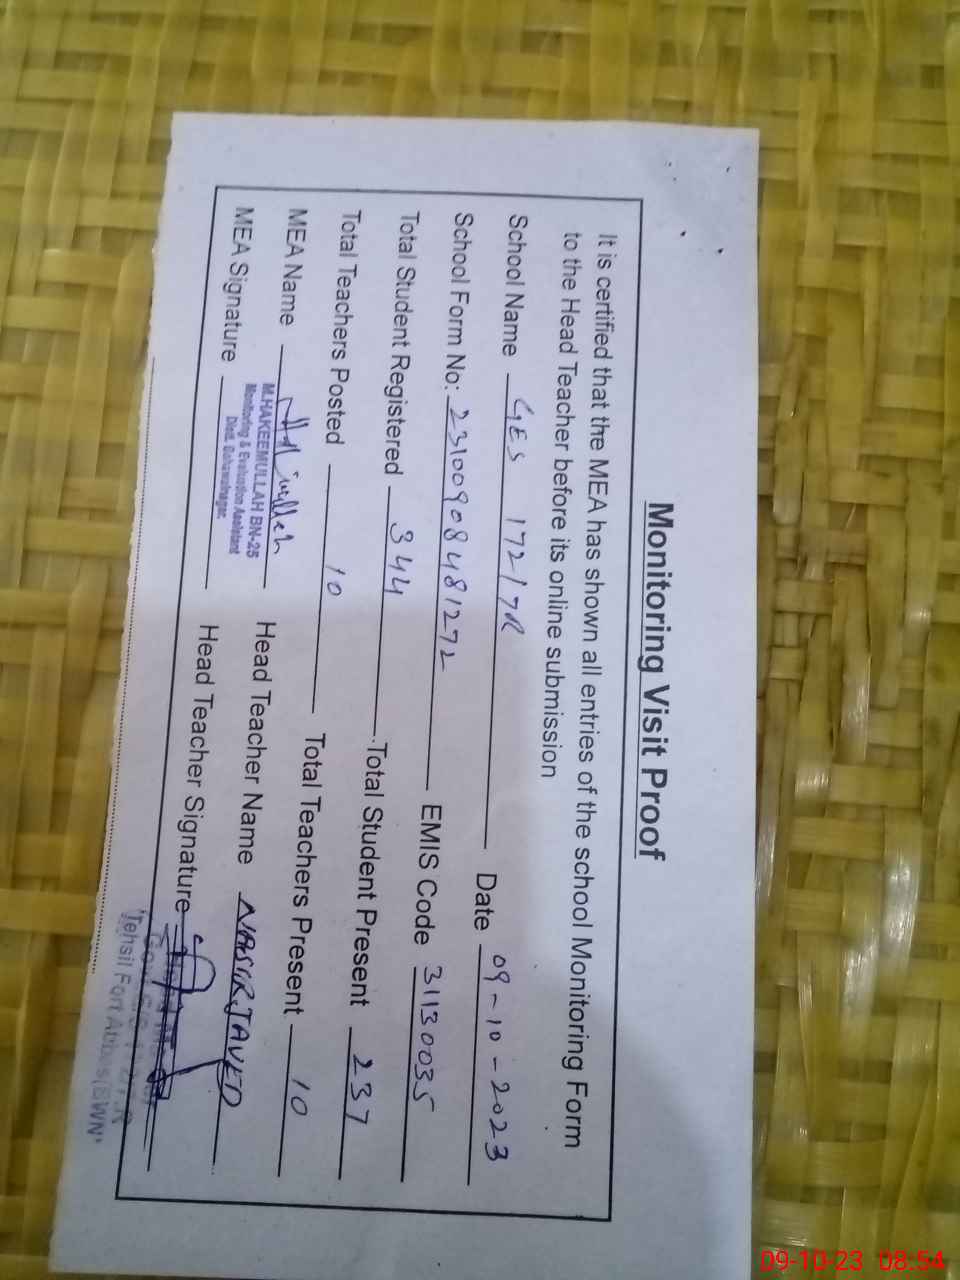 Monitoring Visit Proof
It is certified that the MEA has shown all entries of the school Monitoring Form
to the Head Teacher before its online submission
School Name GES 172/7R Date 09-10-2023
School Form No: 23100908481272 EMIS Code 31130035
Total Student Registered 344 Total Student Present 237
Total Teachers Posted 10 Total Teachers Present 10
MEA Name Head Teacher Name NASIR JAVED
M.HAKEEMULLAH BN-25
Monitoring & Evaluation Assistant
Distt. Bahawalnagar.
MEA Signature Head Teacher Signature
Tehsil Fort Abbas (BWN)
09-10-23 08:54